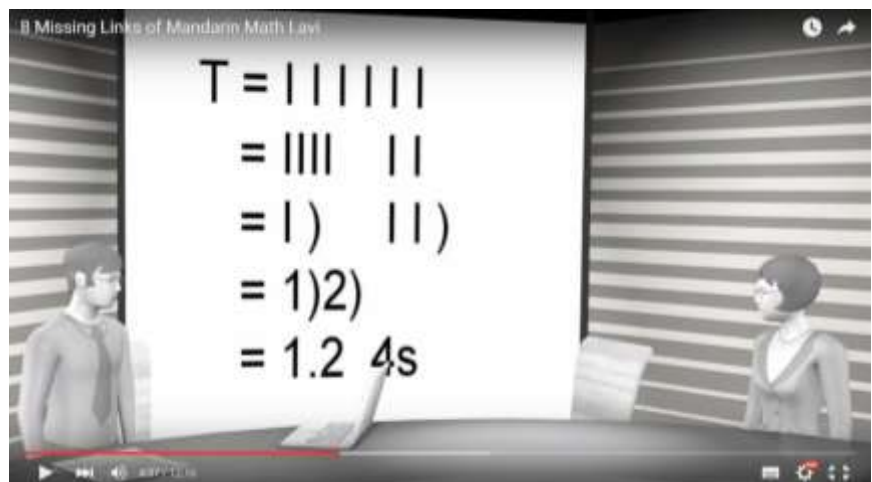 8 Missing Links of Mandarin Math Lavi
T = I I I I I I
= IIII I I
= I ) I I )
= 1)2)
= 1.2 4s